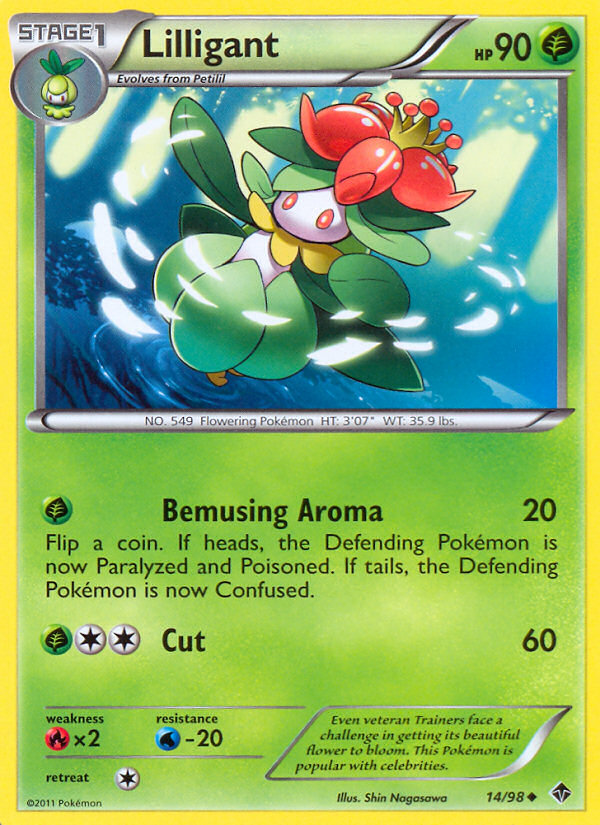 STAGE1
Lilligant
HP 90
Evolves from Petilil
NO. 549 Flowering Pokémon HT: 3'07" WT: 35.9 lbs.
Bemusing Aroma 20
Flip a coin. If heads, the Defending Pokémon is
now Paralyzed and Poisoned. If tails, the Defending
Pokémon is now Confused.
Cut 60
weakness
×2
resistance
-20
retreat
Even veteran Trainers face a
challenge in getting its beautiful
flower to bloom. This Pokémon is
popular with celebrities.
©2011 Pokémon
Illus. Shin Nagasawa
14/98